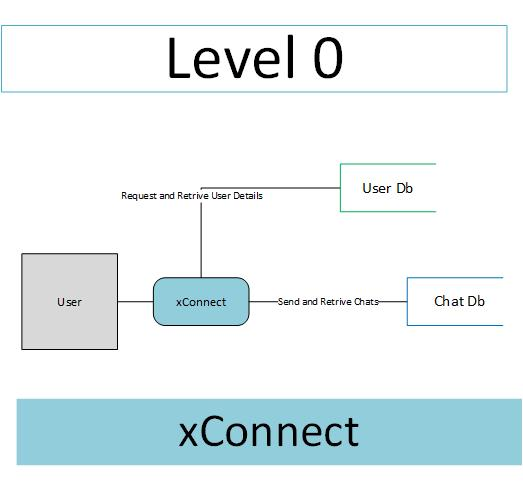 Level 0
User Db
Request and Retrive User Details
User
xConnect
Send and Retrive Chats
Chat Db
xConnect